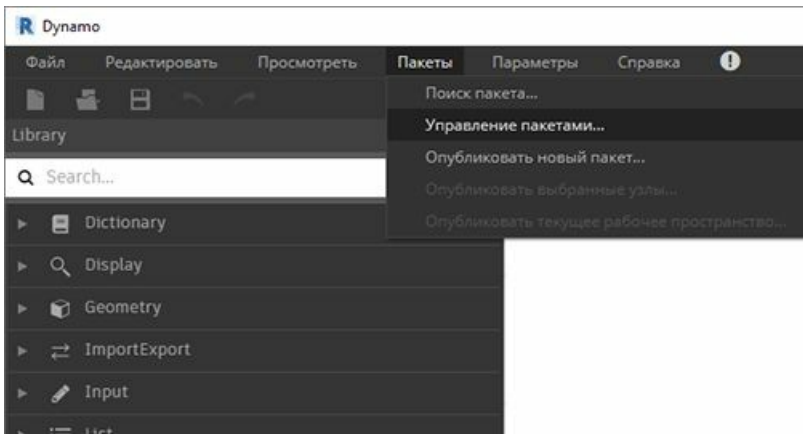 R Dynamo
Файл Редактировать Просмотреть Пакеты Параметры Справка !
Поиск пакета...
Управление пакетами...
Опубликовать новый пакет...
Опубликовать выбранные узлы...
Опубликовать текущее рабочее пространство...
Library
Search...
Dictionary
Display
Geometry
ImportExport
Input
List